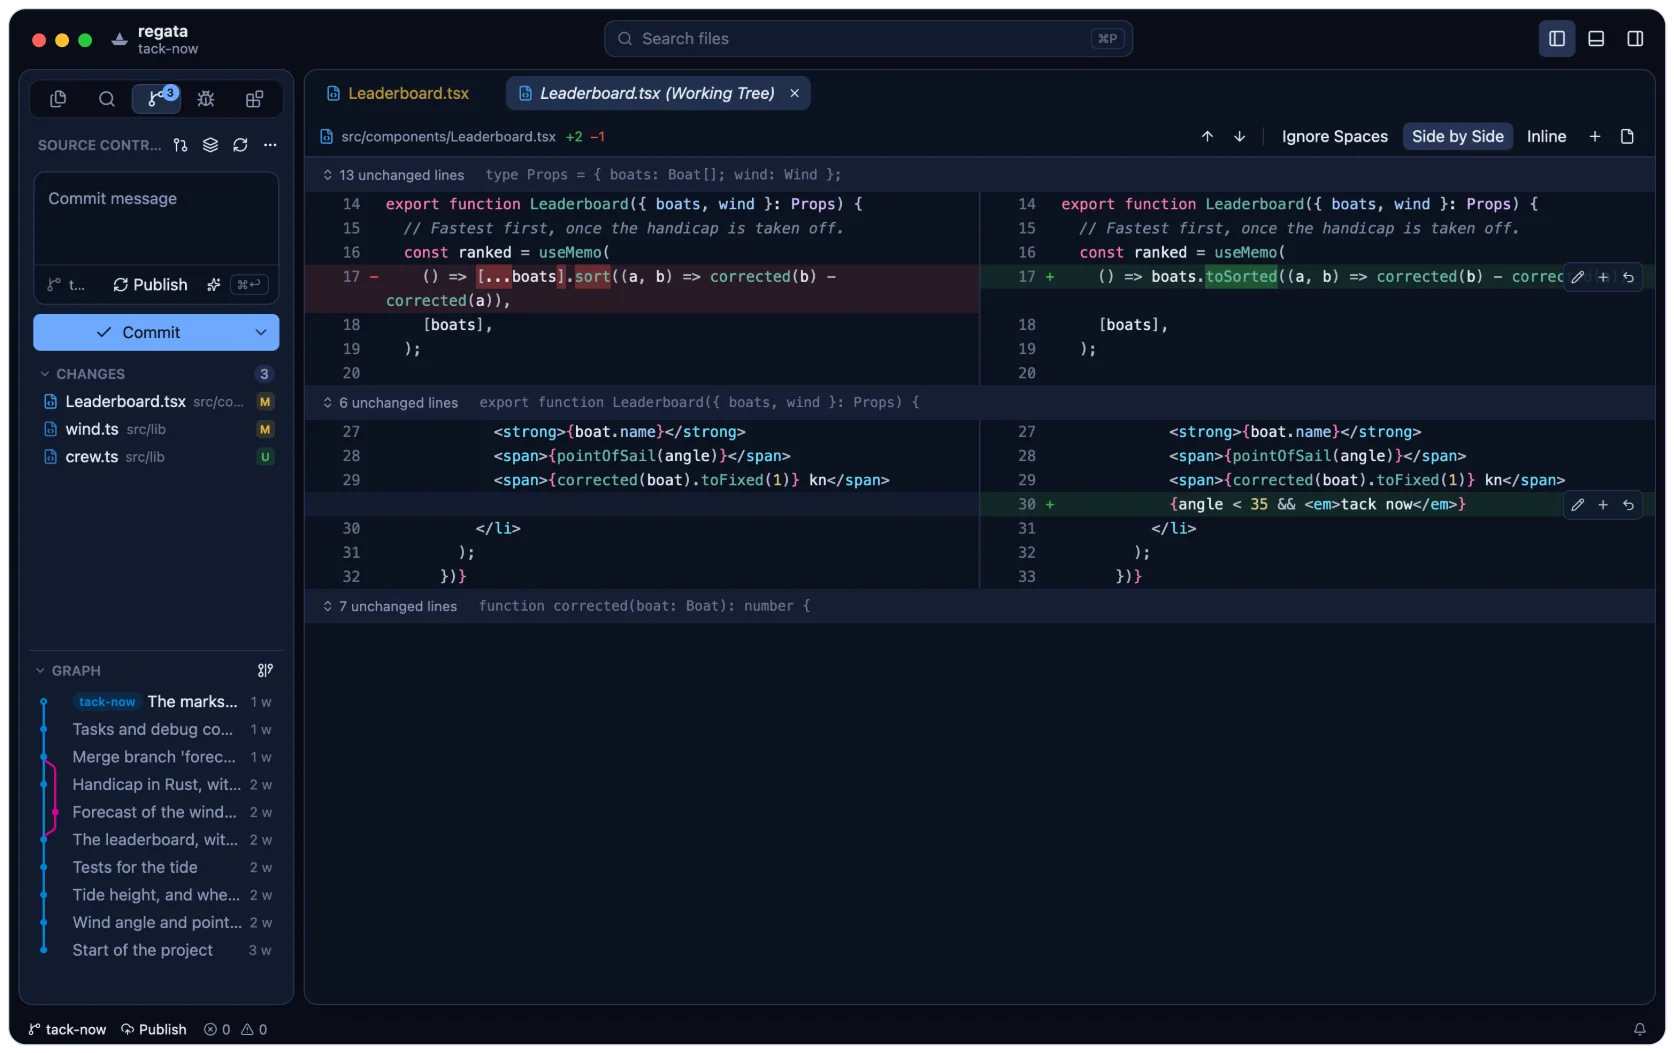 regata
tack-now
Search files
⌘P
3
SOURCE CONTR...
Commit message
t...
Publish
⌘↩
Commit
CHANGES 3
Leaderboard.tsx src/co... M
wind.ts src/lib M
crew.ts src/lib U
GRAPH
tack-now The marks... 1 w
Tasks and debug co... 1 w
Merge branch 'forec... 1 w
Handicap in Rust, wit... 2 w
Forecast of the wind... 2 w
The leaderboard, wit... 2 w
Tests for the tide 2 w
Tide height, and whe... 2 w
Wind angle and point... 2 w
Start of the project 3 w
Leaderboard.tsx
Leaderboard.tsx (Working Tree)
src/components/Leaderboard.tsx +2 −1
Ignore Spaces
Side by Side
Inline
13 unchanged lines type Props = { boats: Boat[]; wind: Wind };
14 export function Leaderboard({ boats, wind }: Props) {
15 // Fastest first, once the handicap is taken off.
16 const ranked = useMemo(
17 − () => [...boats].sort((a, b) => corrected(b) −
corrected(a)),
18 [boats],
19 );
20
14 export function Leaderboard({ boats, wind }: Props) {
15 // Fastest first, once the handicap is taken off.
16 const ranked = useMemo(
17 + () => boats.toSorted((a, b) => corrected(b) − correc
18 [boats],
19 );
20
6 unchanged lines export function Leaderboard({ boats, wind }: Props) {
27 <strong>{boat.name}</strong>
28 <span>{pointOfSail(angle)}</span>
29 <span>{corrected(boat).toFixed(1)} kn</span>
30 </li>
31 );
32 })}
27 <strong>{boat.name}</strong>
28 <span>{pointOfSail(angle)}</span>
29 <span>{corrected(boat).toFixed(1)} kn</span>
30 + {angle < 35 && <em>tack now</em>}
31 </li>
32 );
33 })}
7 unchanged lines function corrected(boat: Boat): number {
tack-now
Publish
0
0